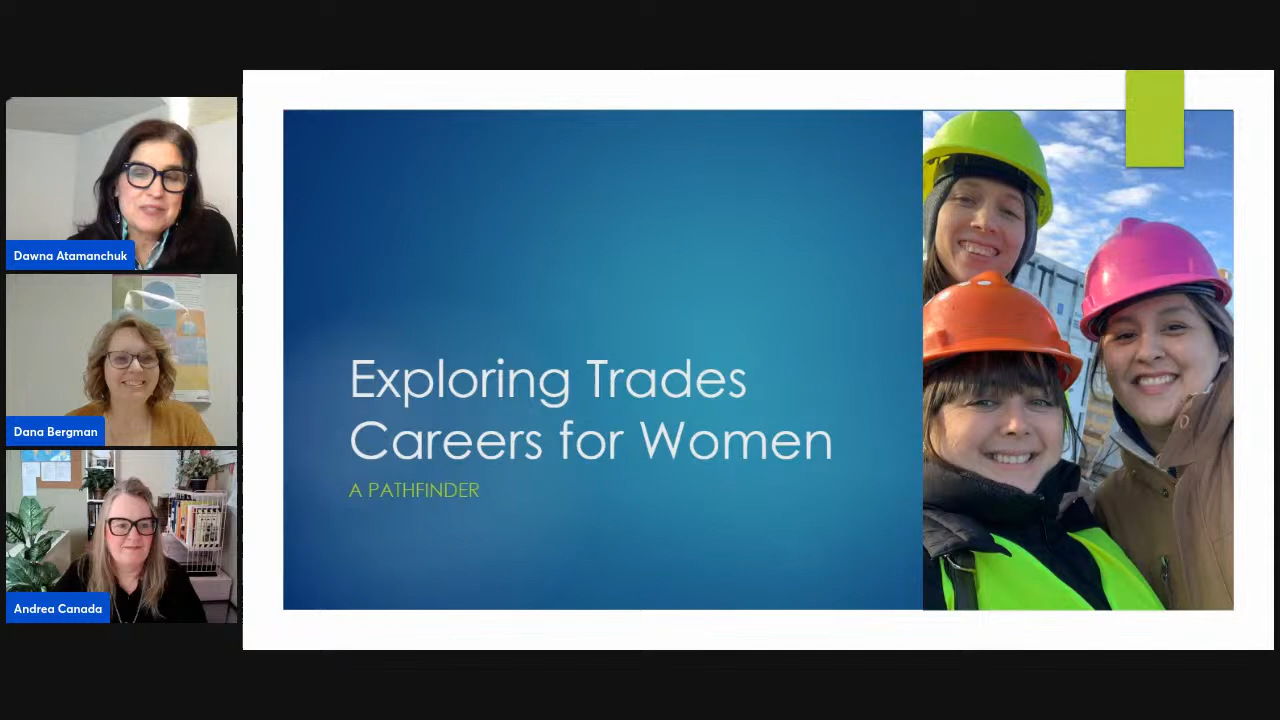 Dawna Atamanchuk
Dana Bergman
Andrea Canada
Exploring Trades
Careers for Women
A PATHFINDER